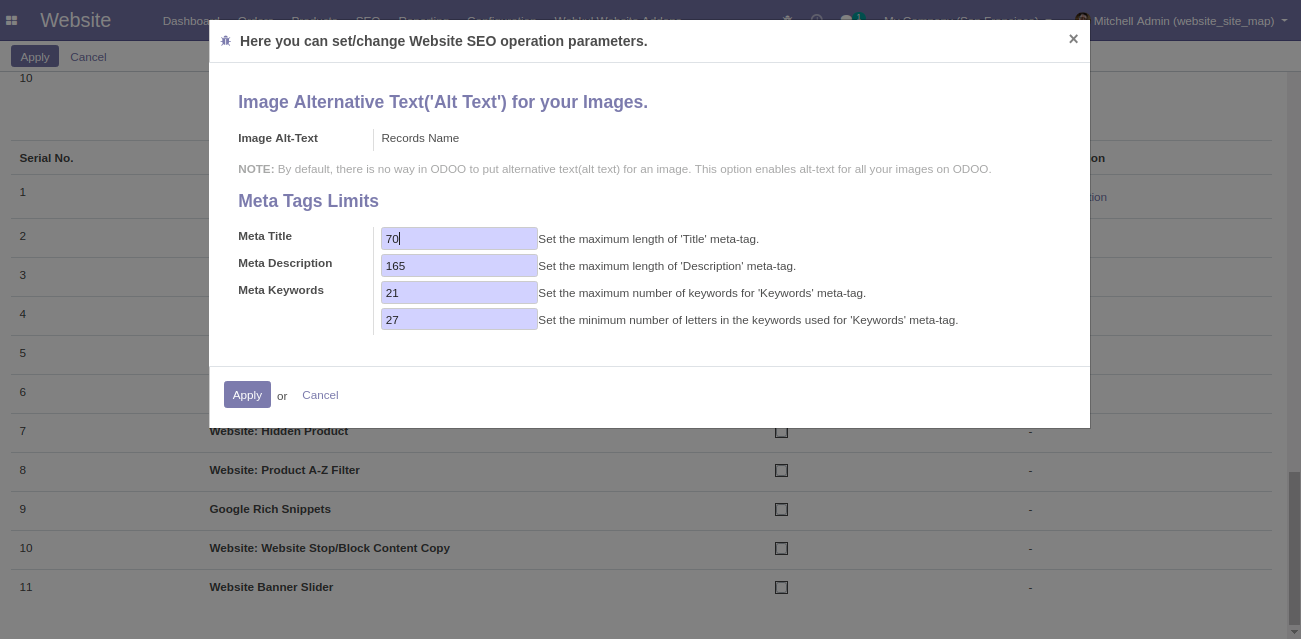 Website
Dashboard Orders Products SEO Reporting Configuration Webkul Website Addons 1 My Company (San Francisco) Mitchell Admin (website_site_map)
Here you can set/change Website SEO operation parameters. ×
Apply Cancel
10
Image Alternative Text('Alt Text') for your Images.
Image Alt-Text Records Name
Serial No. on
NOTE: By default, there is no way in ODOO to put alternative text(alt text) for an image. This option enables alt-text for all your images on ODOO.
1 tion
Meta Tags Limits
2 Meta Title 70 Set the maximum length of 'Title' meta-tag.
3 Meta Description 165 Set the maximum length of 'Description' meta-tag.
Meta Keywords 21 Set the maximum number of keywords for 'Keywords' meta-tag.
4 27 Set the minimum number of letters in the keywords used for 'Keywords' meta-tag.
5
6 Apply or Cancel
7 Website: Hidden Product -
8 Website: Product A-Z Filter -
9 Google Rich Snippets -
10 Website: Website Stop/Block Content Copy -
11 Website Banner Slider -